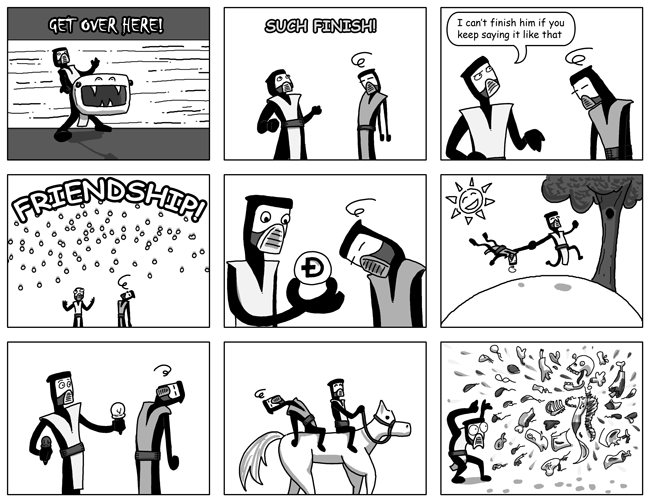 GET OVER HERE!
SUCH FINISH!
I can't finish him if you
keep saying it like that
FRIENDSHIP!
Ð